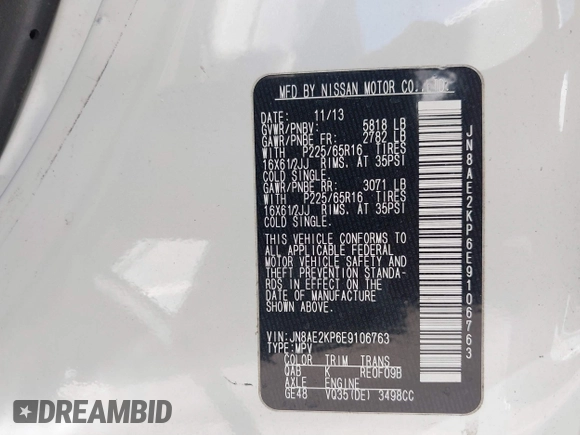 MFD BY NISSAN MOTOR CO.,LTD.
11/13
GVWR/PNBV: 5818 LB
GAWR/PNBE FR: 2782 LB
WITH P225/65R16 TIRES
16X61/2JJ RIMS. AT 35PSI
COLD SINGLE.
GAWR/PNBE RR: 3071 LB
WITH P225/65R16 TIRES
16X61/2JJ RIMS. AT 35PSI
COLD SINGLE.
THIS VEHICLE CONFORMS TO
ALL APPLICABLE FEDERAL
MOTOR VEHICLE SAFETY AND
THEFT PREVENTION STANDA-
RDS IN EFFECT ON THE
DATE OF MANUFACTURE
SHOWN ABOVE.
VIN:JN8AE2KP6E9106763
TYPE:MPV
COLOR TRIM TRANS
QAB K RE0F09B
AXLE ENGINE
GE48 VQ35(DE) 3498CC
JN8AE2KP6E9106763
DREAMBID